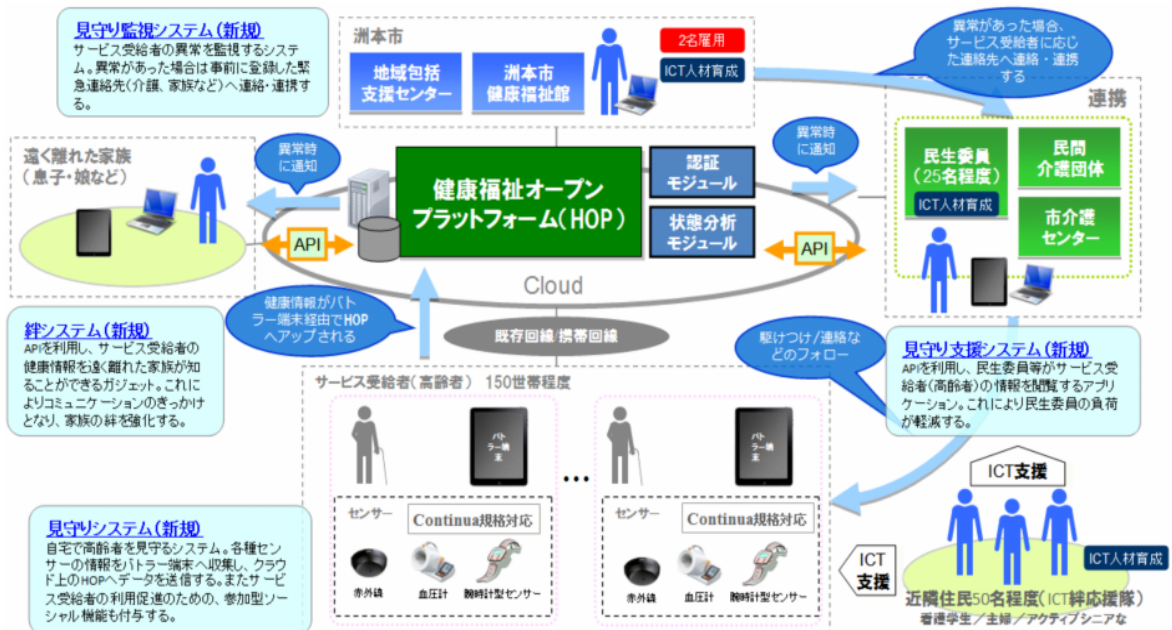 見守り監視システム(新規)
サービス受給者の異常を監視するシステ
ム。異常があった場合は事前に登録した緊
急連絡先(介護、家族など)へ連絡・連携す
る。
洲本市
地域包括
支援センター
洲本市
健康福祉館
2名雇用
ICT人材育成
異常があった場合、
サービス受給者に応じ
た連絡先へ連絡・連携
する
連携
民生委員
(25名程度)
ICT人材育成
民間
介護団体
市介護
センター
遠く離れた家族
(息子・娘など)
異常時
に通知
健康福祉オープン
プラットフォーム(HOP)
認証
モジュール
状態分析
モジュール
異常時
に通知
API
API
Cloud
健康情報がバト
ラー端末経由でHOP
へアップされる
既存回線/携帯回線
駆けつけ/連絡な
どのフォロー
絆システム(新規)
APIを利用し、サービス受給者の
健康情報を遠く離れた家族が知
ることができるガジェット。これに
よりコミュニケーションのきっかけ
となり、家族の絆を強化する。
見守り支援システム(新規)
APIを利用し、民生委員等がサービス受
給者(高齢者)の情報を閲覧するアプリ
ケーション。これにより民生委員の負荷
が軽減する。
サービス受給者(高齢者) 150世帯程度
バト
ラー端
末
バト
ラー端
末
…
センサー
Continua規格対応
赤外線
血圧計
腕時計型センサー
センサー
Continua規格対応
赤外線
血圧計
腕時計型センサー
見守りシステム(新規)
自宅で高齢者を見守るシステム。各種セン
サーの情報をバトラー端末へ収集し、クラウ
ド上のHOPへデータを送信する。またサービ
ス受給者の利用促進のための、参加型ソー
シャル機能も付与する。
ICT支援
ICT
支援
ICT人材育成
近隣住民50名程度(ICT絆応援隊)
看護学生/主婦/アクティブシニアな